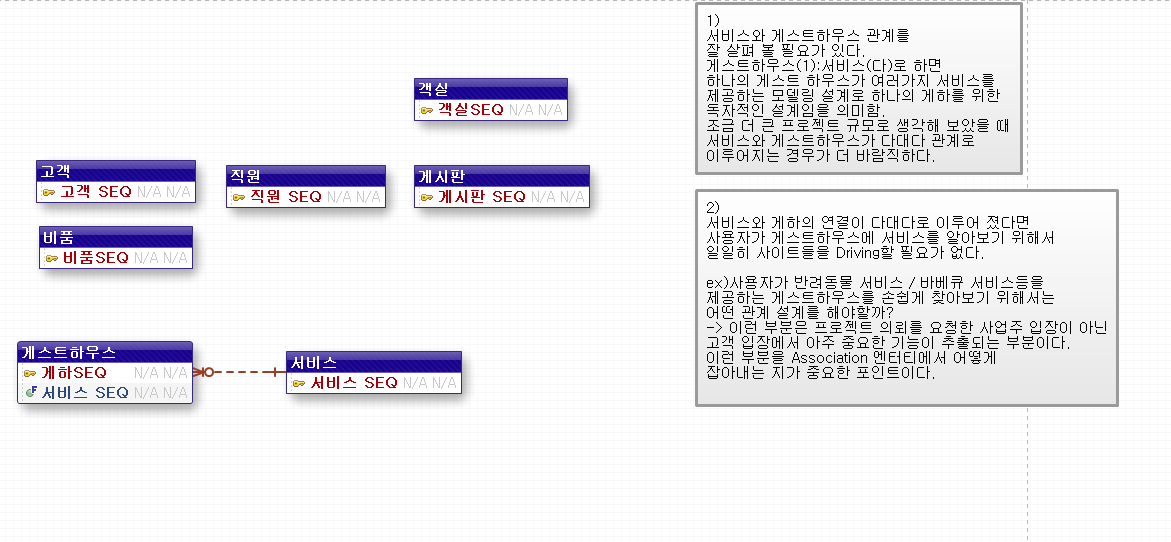 객실
객실SEQ N/A N/A
고객
고객 SEQ N/A N/A
직원
직원 SEQ N/A N/A
게시판
게시판 SEQ N/A N/A
비품
비품SEQ N/A N/A
게스트하우스
게하SEQ N/A N/A
서비스 SEQ N/A N/A
서비스
서비스 SEQ N/A N/A
1)
서비스와 게스트하우스 관계를
잘 살펴 볼 필요가 있다.
게스트하우스(1):서비스(다)로 하면
하나의 게스트 하우스가 여러가지 서비스를
제공하는 모델링 설계로 하나의 게하를 위한
독자적인 설계임을 의미함.
조금 더 큰 프로젝트 규모로 생각해 보았을 때
서비스와 게스트하우스가 다대다 관계로
이루어지는 경우가 더 바람직하다.
2)
서비스와 게하의 연결이 다대다로 이루어 졌다면
사용자가 게스트하우스에 서비스를 알아보기 위해서
일일히 사이트들을 Driving할 필요가 없다.
ex)사용자가 반려동물 서비스 / 바베큐 서비스등을
제공하는 게스트하우스를 손쉽게 찾아보기 위해서는
어떤 관계 설계를 해야할까?
-> 이런 부분은 프로젝트 의뢰를 요청한 사업주 입장이 아닌
고객 입장에서 아주 중요한 기능이 추출되는 부분이다.
이런 부분을 Association 엔터티에서 어떻게
잡아내는 지가 중요한 포인트이다.